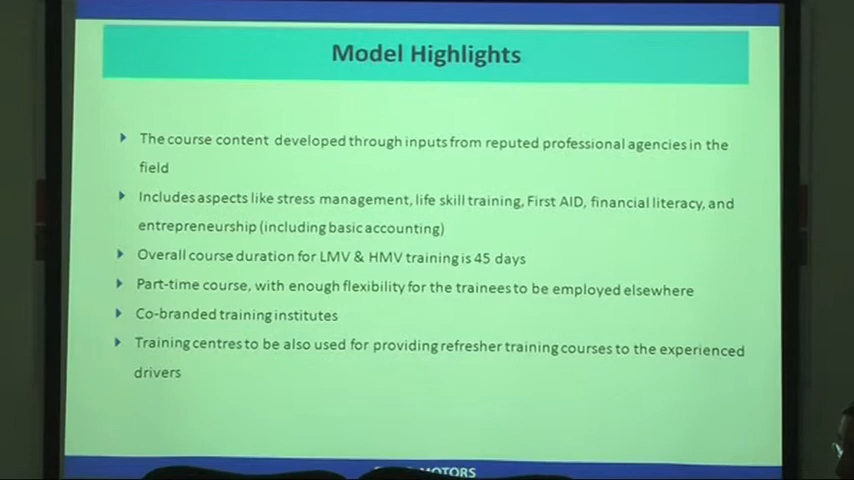 Model Highlights
The course content developed through inputs from reputed professional agencies in the
field
Includes aspects like stress management, life skill training, First AID, financial literacy, and
entrepreneurship (including basic accounting)
Overall course duration for LMV & HMV training is 45 days
Part-time course, with enough flexibility for the trainees to be employed elsewhere
Co-branded training institutes
Training centres to be also used for providing refresher training courses to the experienced
drivers
MOTORS